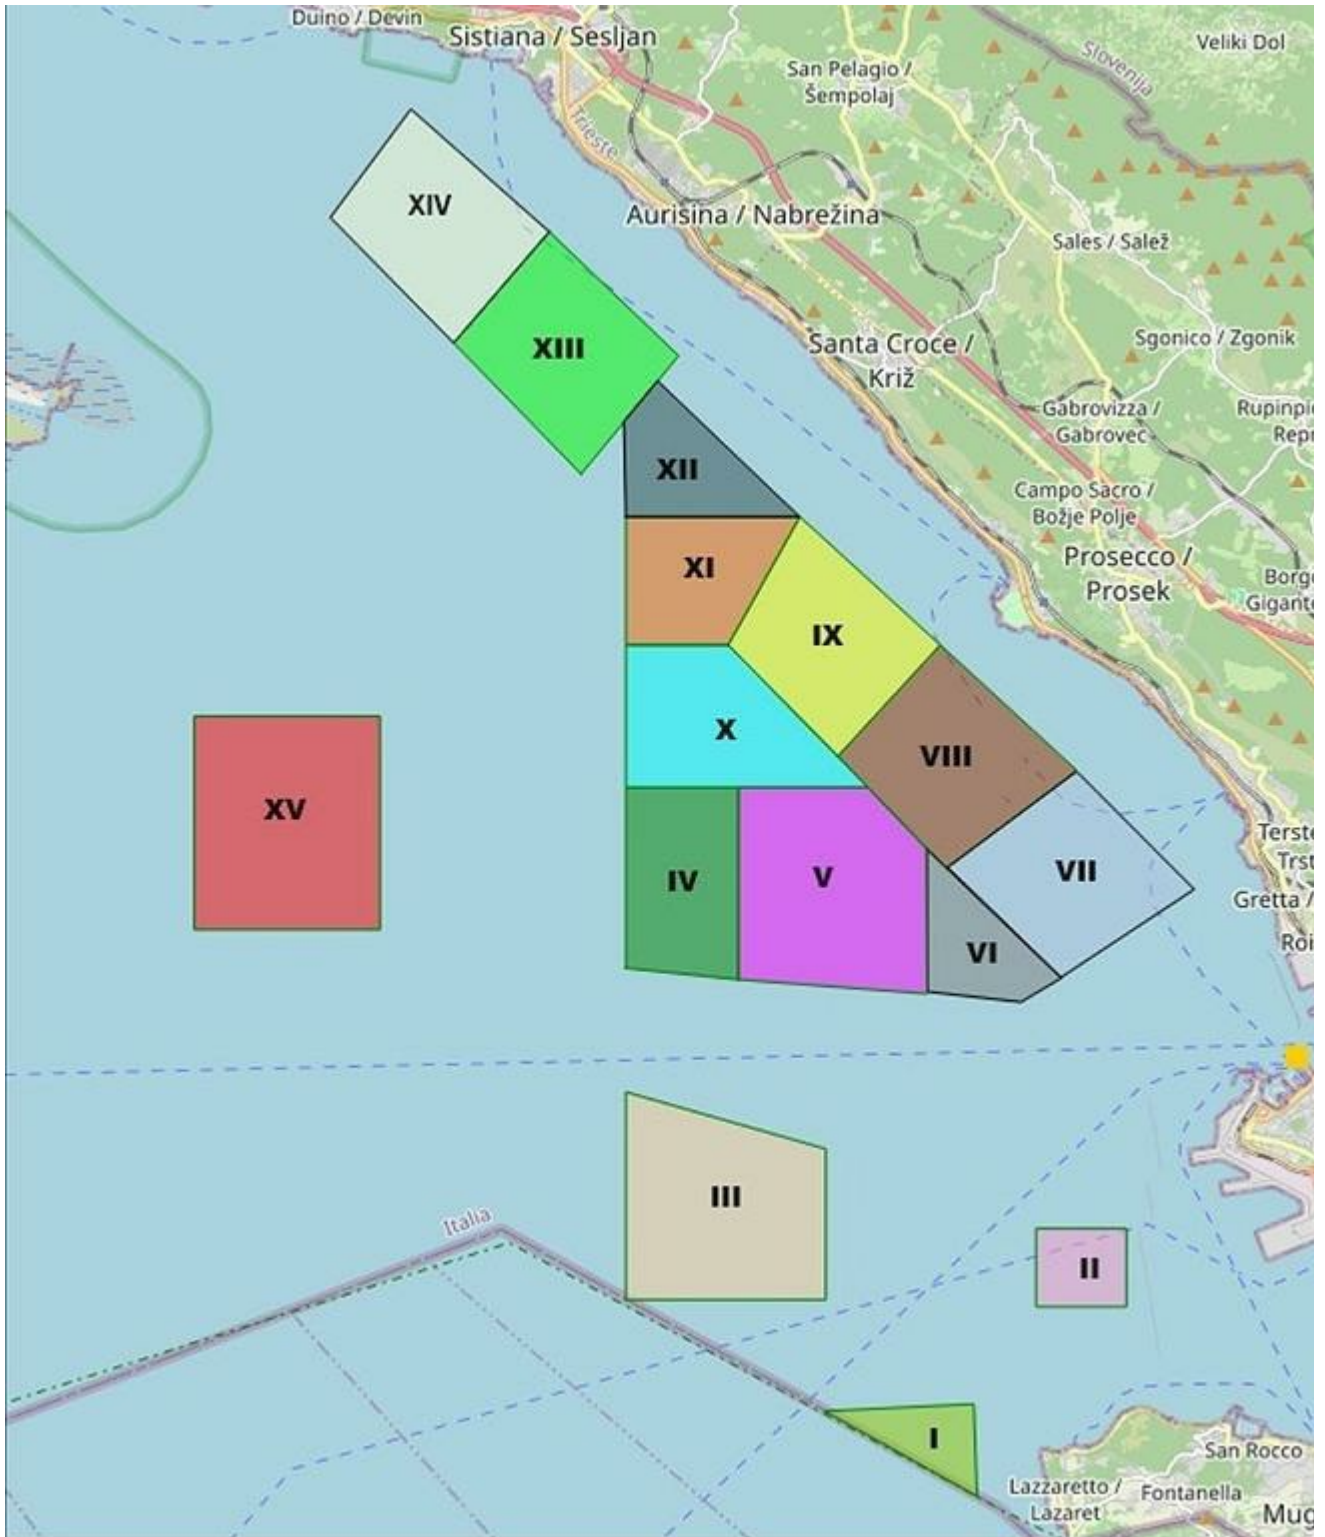 Duino / Devin
Sistiana / Sesljan
Veliki Dol
Slovenija
San Pelagio /
Šempolaj
Trieste
XIV
Aurisina / Nabrežina
Sales / Salež
XIII
Santa Croce /
Križ
Sgonico / Zgonik
Gabrovizza /
Gabrovec
XII
Campo Sacro /
Božje Polje
XI
Prosecco /
Prosek
IX
X
VIII
XV
Gretta /
IV
V
VII
VI
III
Italia
II
I
San Rocco
Lazzaretto /
Lazaret
Fontanella